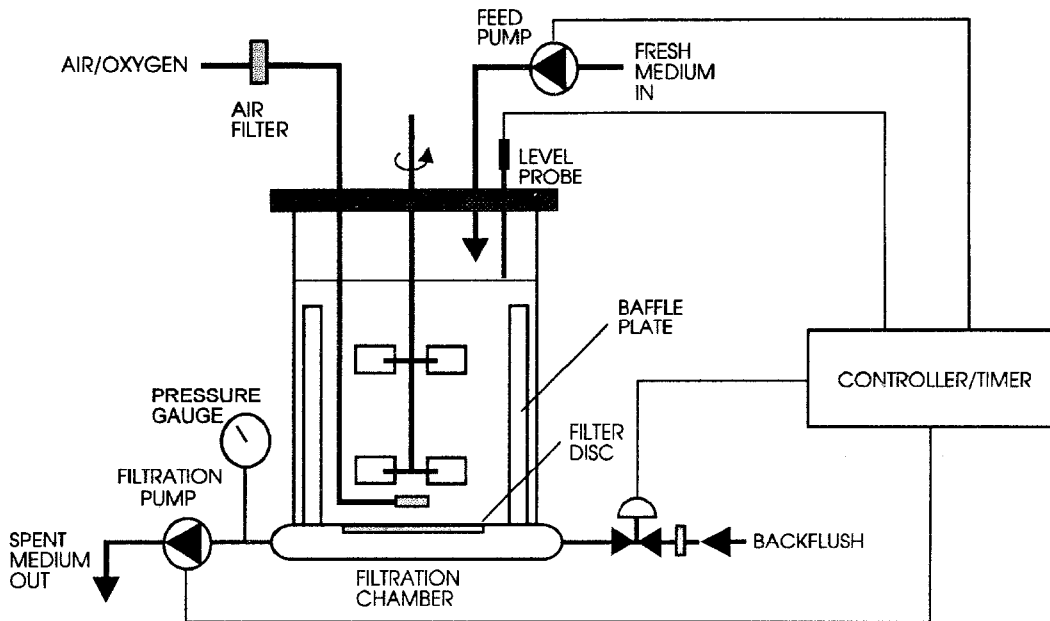 FEED
PUMP
AIR/OXYGEN
FRESH
MEDIUM
IN
AIR
FILTER
LEVEL
PROBE
BAFFLE
PLATE
CONTROLLER/TIMER
PRESSURE
GAUGE
FILTER
DISC
FILTRATION
PUMP
SPENT
MEDIUM
OUT
BACKFLUSH
FILTRATION
CHAMBER